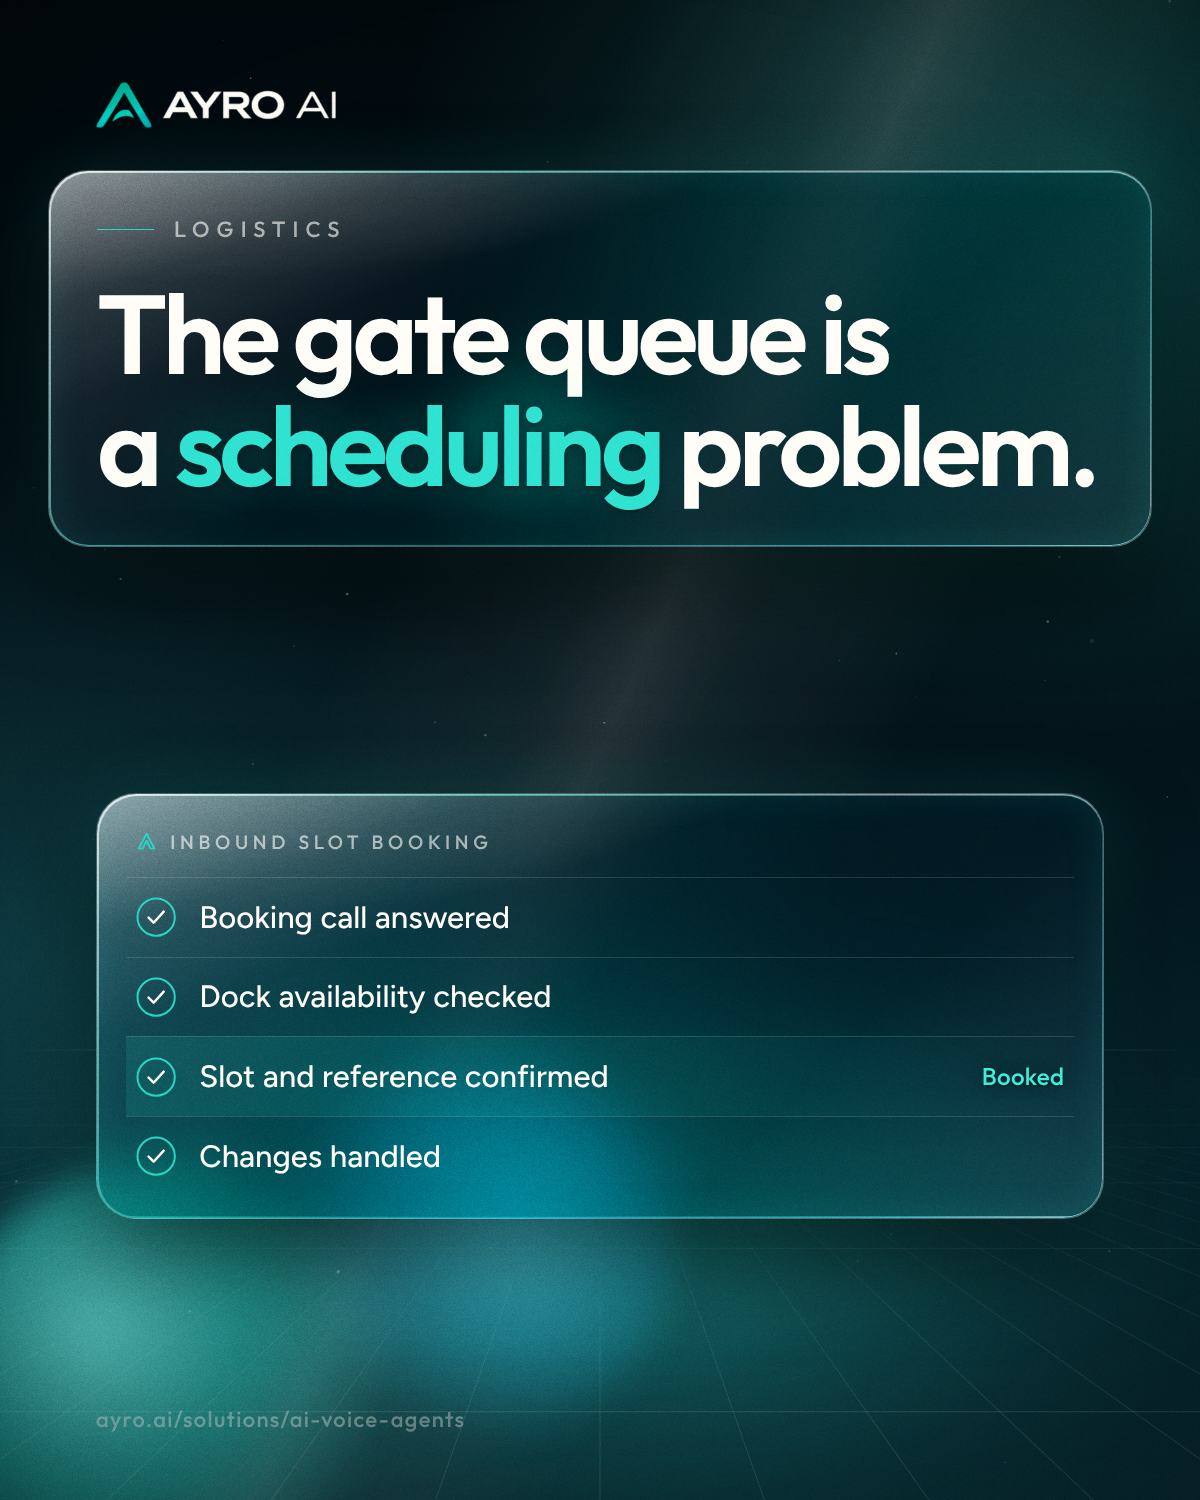 AYRO AI
LOGISTICS
The gate queue is
a scheduling problem.
INBOUND SLOT BOOKING
Booking call answered
Dock availability checked
Slot and reference confirmed
Booked
Changes handled
ayro.ai/solutions/ai-voice-agents